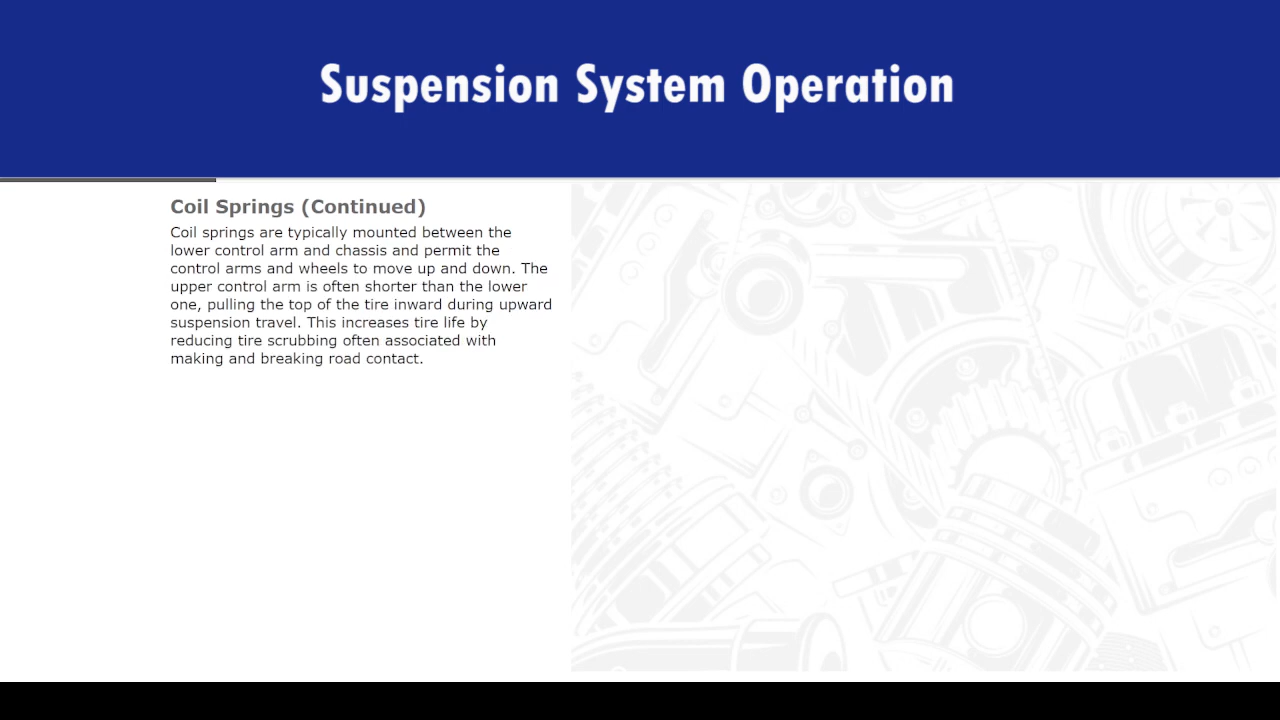 Suspension System Operation
Coil Springs (Continued)
Coil springs are typically mounted between the
lower control arm and chassis and permit the
control arms and wheels to move up and down. The
upper control arm is often shorter than the lower
one, pulling the top of the tire inward during upward
suspension travel. This increases tire life by
reducing tire scrubbing often associated with
making and breaking road contact.